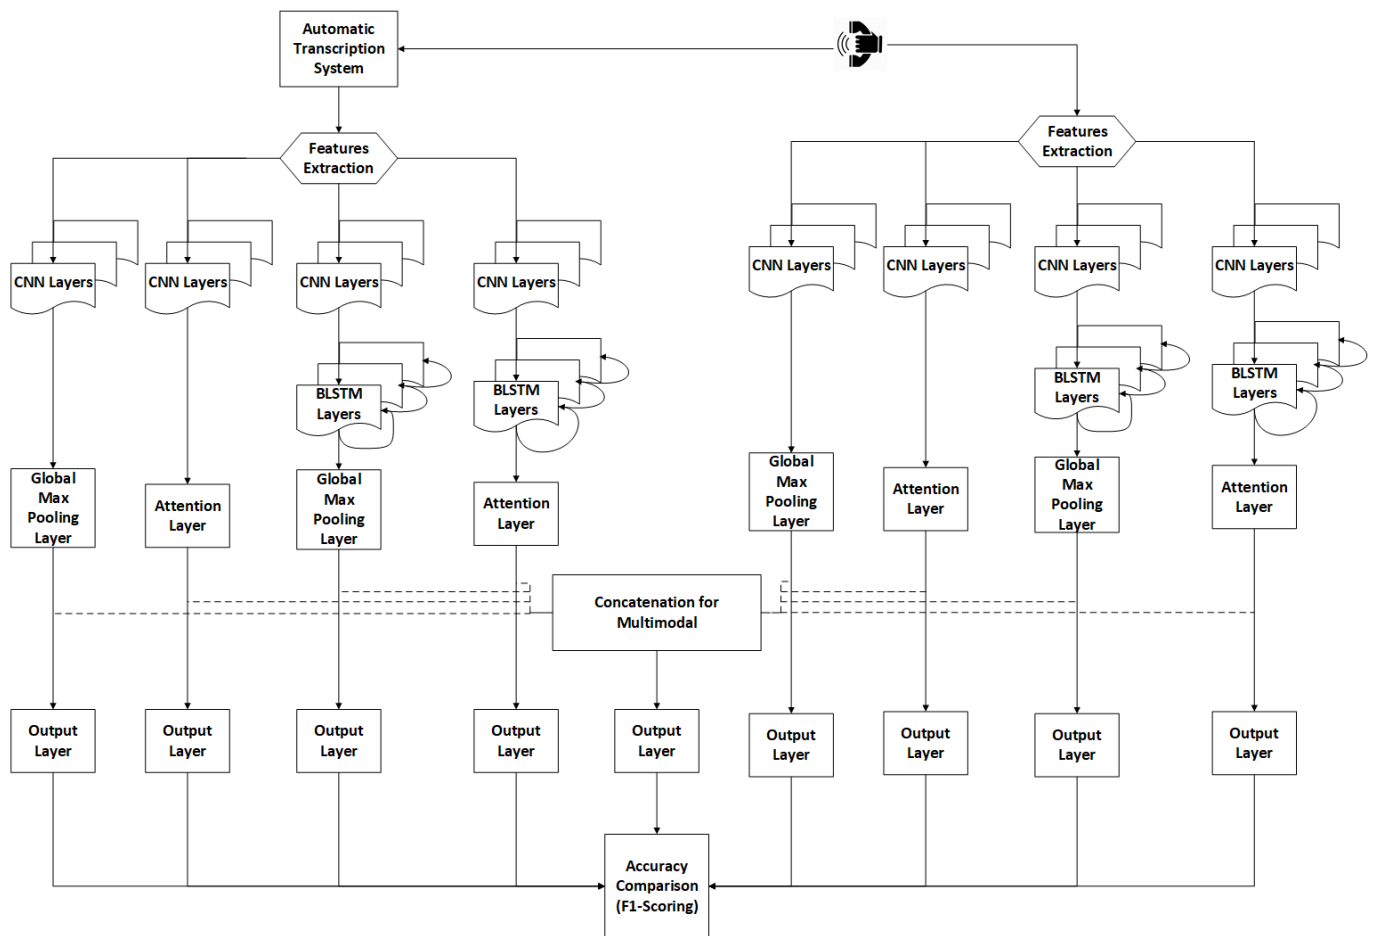 Automatic
Transcription
System
Features
Extraction
Features
Extraction
CNN Layers
CNN Layers
CNN Layers
CNN Layers
CNN Layers
CNN Layers
CNN Layers
CNN Layers
BLSTM
Layers
BLSTM
Layers
BLSTM
Layers
BLSTM
Layers
Global
Max
Pooling
Layer
Attention
Layer
Global
Max
Pooling
Layer
Attention
Layer
Global
Max
Pooling
Layer
Attention
Layer
Global
Max
Pooling
Layer
Attention
Layer
Concatenation for
Multimodal
Output
Layer
Output
Layer
Output
Layer
Output
Layer
Output
Layer
Output
Layer
Output
Layer
Output
Layer
Output
Layer
Accuracy
Comparison
(F1-Scoring)